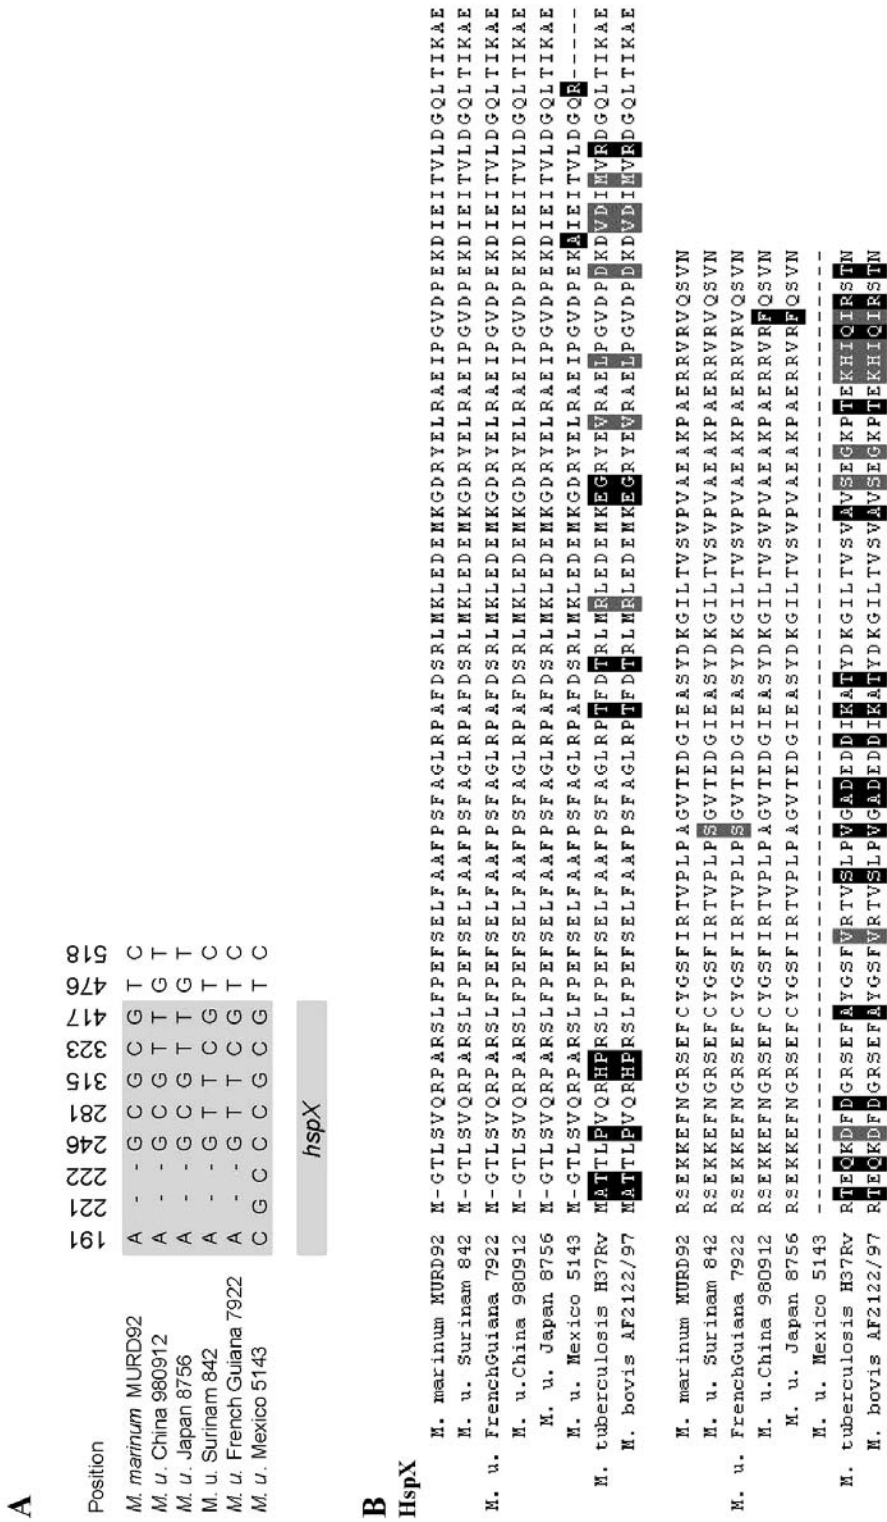 A
Position 191 221 222 246 281 315 323 417 476 518
M. marinum MURD92 A - - G C G C G T C
M. u. China 980912 A - - G C G T T G T
M. u. Japan 8756 A - - G C G T T G T
M. u. Surinam 842 A - - G T T C G T C
M. u. French Guiana 7922 A - - G T T C G T C
M. u. Mexico 5143 C G C C C G C G T C
hspX
B
HspX
M. marinum MURD92 M-GTLSVQRPARSLFPEFSELFAAFPSFAGLRPAFDSRLMKLEDEMKGDRYELRAEIPGVDPEKDIEITVLDGQLTIKAE
M. u. Surinam 842 M-GTLSVQRPARSLFPEFSELFAAFPSFAGLRPAFDSRLMKLEDEMKGDRYELRAEIPGVDPEKDIEITVLDGQLTIKAE
M. u. FrenchGuiana 7922 M-GTLSVQRPARSLFPEFSELFAAFPSFAGLRPAFDSRLMKLEDEMKGDRYELRAEIPGVDPEKDIEITVLDGQLTIKAE
M. u.China 980912 M-GTLSVQRPARSLFPEFSELFAAFPSFAGLRPAFDSRLMKLEDEMKGDRYELRAEIPGVDPEKDIEITVLDGQLTIKAE
M. u. Japan 8756 M-GTLSVQRPARSLFPEFSELFAAFPSFAGLRPAFDSRLMKLEDEMKGDRYELRAEIPGVDPEKDIEITVLDGQLTIKAE
M. u. Mexico 5143 M-GTLSVQRPARSLFPEFSELFAAFPSFAGLRPAFDSRLMKLEDEMKGDRYELRAEIPGVDPEKAIEITVLDGQR-----
M. tuberculosis H37Rv MATTLPVQRHPRSLFPEFSELFAAFPSFAGLRPTFDTRLMRLEDEMKEGRYEVRAELPGVDPDKDVDIMVRDGQLTIKAE
M. bovis AF2122/97 MATTLPVQRHPRSLFPEFSELFAAFPSFAGLRPTFDTRLMRLEDEMKEGRYEVRAELPGVDPDKDVDIMVRDGQLTIKAE
M. marinum MURD92 RSEKKEFNGRSEFCYGSFIRTVPLPAGVTEDGIEASYDKGILTVSVPVAEAKPAERRVRVQSVN
M. u. Surinam 842 RSEKKEFNGRSEFCYGSFIRTVPLPSGVTEDGIEASYDKGILTVSVPVAEAKPAERRVRVQSVN
M. u. FrenchGuiana 7922 RSEKKEFNGRSEFCYGSFIRTVPLPSGVTEDGIEASYDKGILTVSVPVAEAKPAERRVRVQSVN
M. u.China 980912 RSEKKEFNGRSEFCYGSFIRTVPLPAGVTEDGIEASYDKGILTVSVPVAEAKPAERRVRFQSVN
M. u. Japan 8756 RSEKKEFNGRSEFCYGSFIRTVPLPAGVTEDGIEASYDKGILTVSVPVAEAKPAERRVRFQSVN
M. u. Mexico 5143 ----------------------------------------------------------------
M. tuberculosis H37Rv RTEQKDFDGRSEFAYGSFVRTVSLPVGADEDDIKATYDKGILTVSVAVSEGKPTEKHIQIRSTN
M. bovis AF2122/97 RTEQKDFDGRSEFAYGSFVRTVSLPVGADEDDIKATYDKGILTVSVAVSEGKPTEKHIQIRSTN